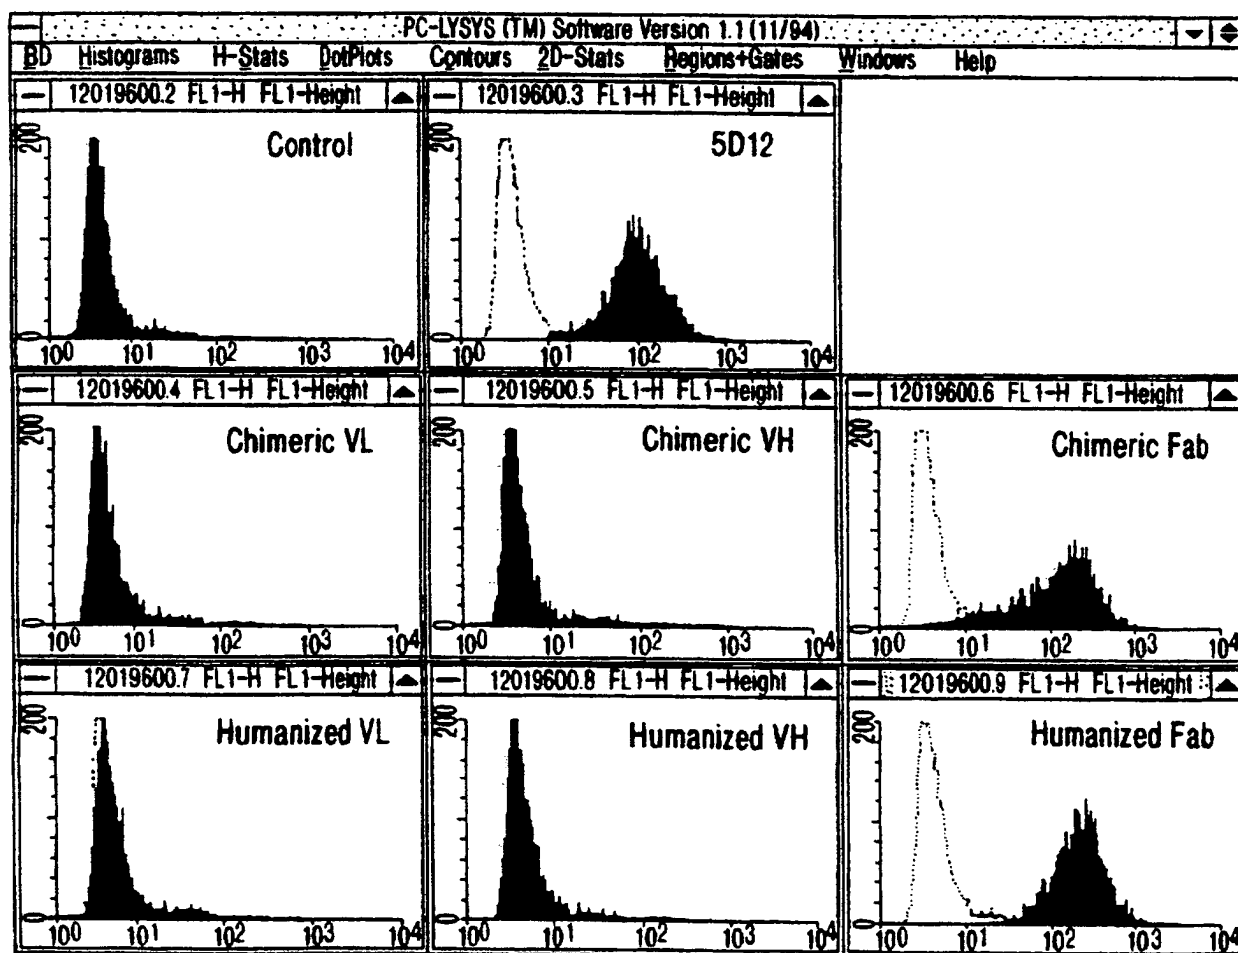 PC-LYSYS (TM) Software Version 1.1 (11/94)
BD Histograms H-Stats DotPlots Contours 2D-Stats Regions+Gates Windows Help
12019600.2 FL1-H FL1-Height
Control
200
0
10^0 10^1 10^2 10^3 10^4
12019600.3 FL1-H FL1-Height
5D12
200
0
10^0 10^1 10^2 10^3 10^4
12019600.4 FL1-H FL1-Height
Chimeric VL
200
0
10^0 10^1 10^2 10^3 10^4
12019600.5 FL1-H FL1-Height
Chimeric VH
200
0
10^0 10^1 10^2 10^3 10^4
12019600.6 FL1-H FL1-Height
Chimeric Fab
200
0
10^0 10^1 10^2 10^3 10^4
12019600.7 FL1-H FL1-Height
Humanized VL
200
0
10^0 10^1 10^2 10^3 10^4
12019600.8 FL1-H FL1-Height
Humanized VH
200
0
10^0 10^1 10^2 10^3 10^4
12019600.9 FL1-H FL1-Height
Humanized Fab
200
0
10^0 10^1 10^2 10^3 10^4